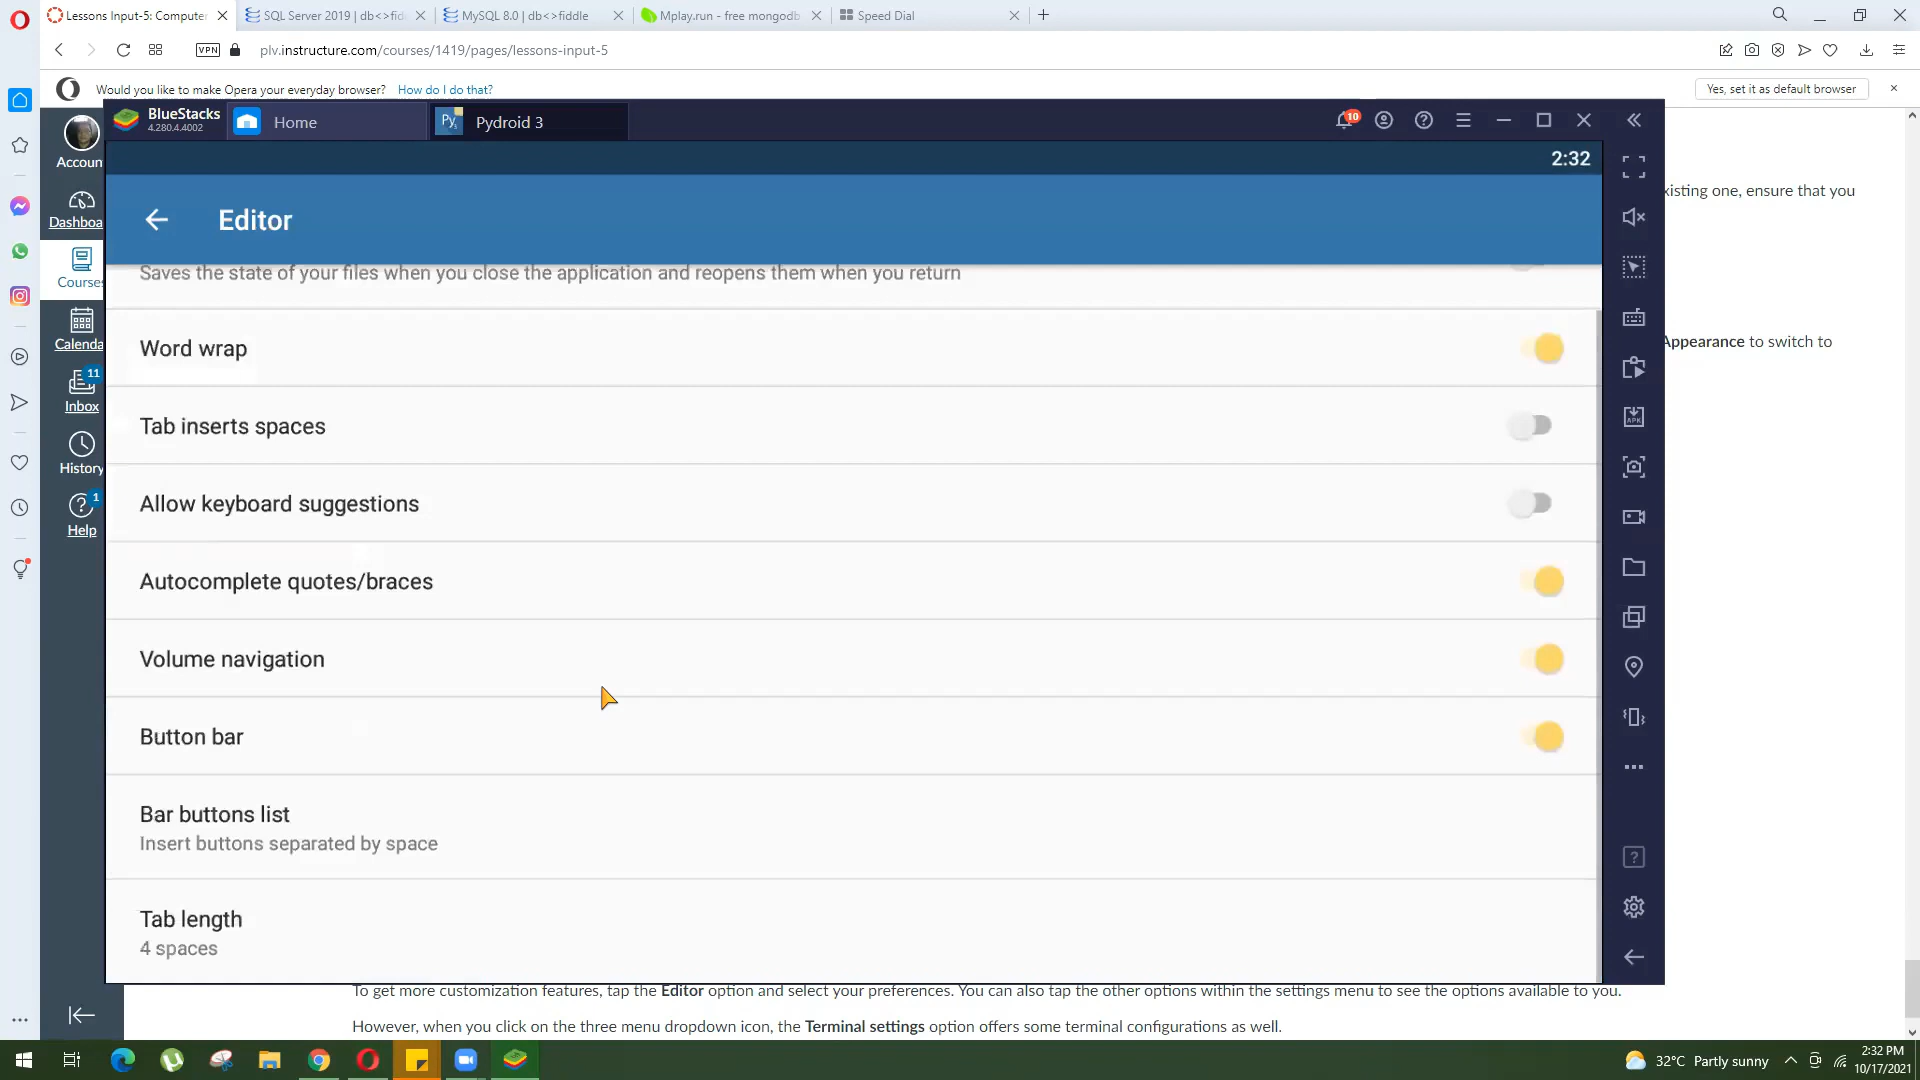 Lessons Input-5: Computer
SQL Server 2019 | db<>fid
MySQL 8.0 | db<>fiddle
Mplay.run - free mongodb
Speed Dial
VPN
plv.instructure.com/courses/1419/pages/lessons-input-5
Would you like to make Opera your everyday browser? How do I do that?
Yes, set it as default browser
BlueStacks
4.280.4.4002
Home
Pydroid 3
10
2:32
Accoun
Dashboa
Courses
Calenda
11
Inbox
History
1
Help
Editor
Saves the state of your files when you close the application and reopens them when you return
Word wrap
Tab inserts spaces
Allow keyboard suggestions
Autocomplete quotes/braces
Volume navigation
Button bar
Bar buttons list
Insert buttons separated by space
Tab length
4 spaces
APK
xisting one, ensure that you
Appearance to switch to
To get more customization features, tap the Editor option and select your preferences. You can also tap the other options within the settings menu to see the options available to you.
However, when you click on the three menu dropdown icon, the Terminal settings option offers some terminal configurations as well.
32°C Partly sunny
2:32 PM
10/17/2021